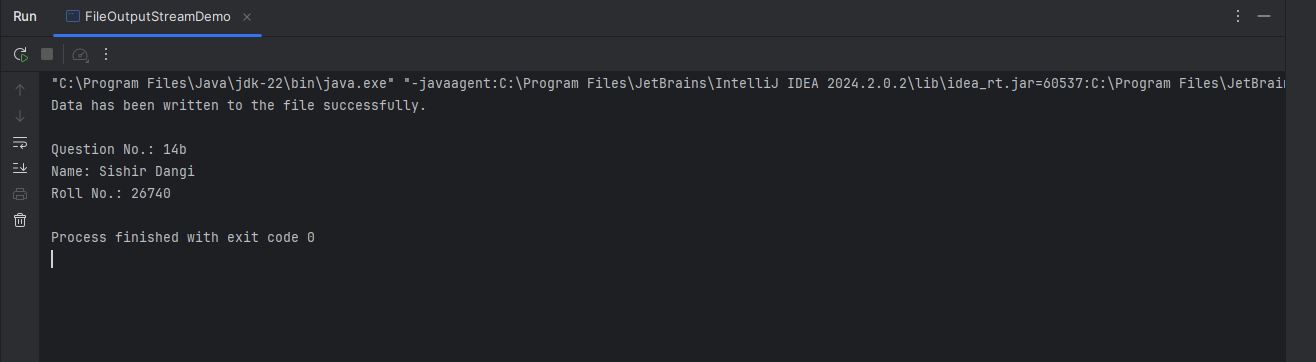 Run FileOutputStreamDemo
"C:\Program Files\Java\jdk-22\bin\java.exe" "-javaagent:C:\Program Files\JetBrains\IntelliJ IDEA 2024.2.0.2\lib\idea_rt.jar=60537:C:\Program Files\JetBrain
Data has been written to the file successfully.
Question No.: 14b
Name: Sishir Dangi
Roll No.: 26740
Process finished with exit code 0